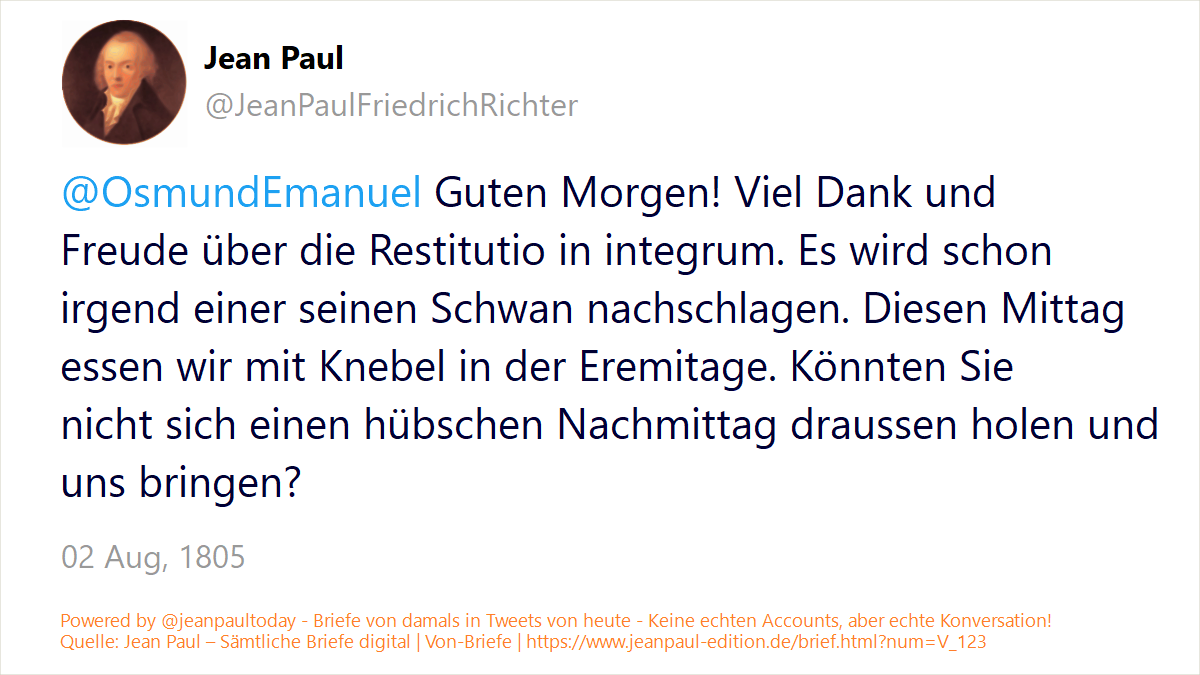 Jean Paul
@JeanPaulFriedrichRichter
@OsmundEmanuel Guten Morgen! Viel Dank und
Freude über die Restitutio in integrum. Es wird schon
irgend einer seinen Schwan nachschlagen. Diesen Mittag
essen wir mit Knebel in der Eremitage. Könnten Sie
nicht sich einen hübschen Nachmittag draussen holen und
uns bringen?
02 Aug, 1805
Powered by @jeanpaultoday - Briefe von damals in Tweets von heute - Keine echten Accounts, aber echte Konversation!
Quelle: Jean Paul – Sämtliche Briefe digital | Von-Briefe | https://www.jeanpaul-edition.de/brief.html?num=V_123